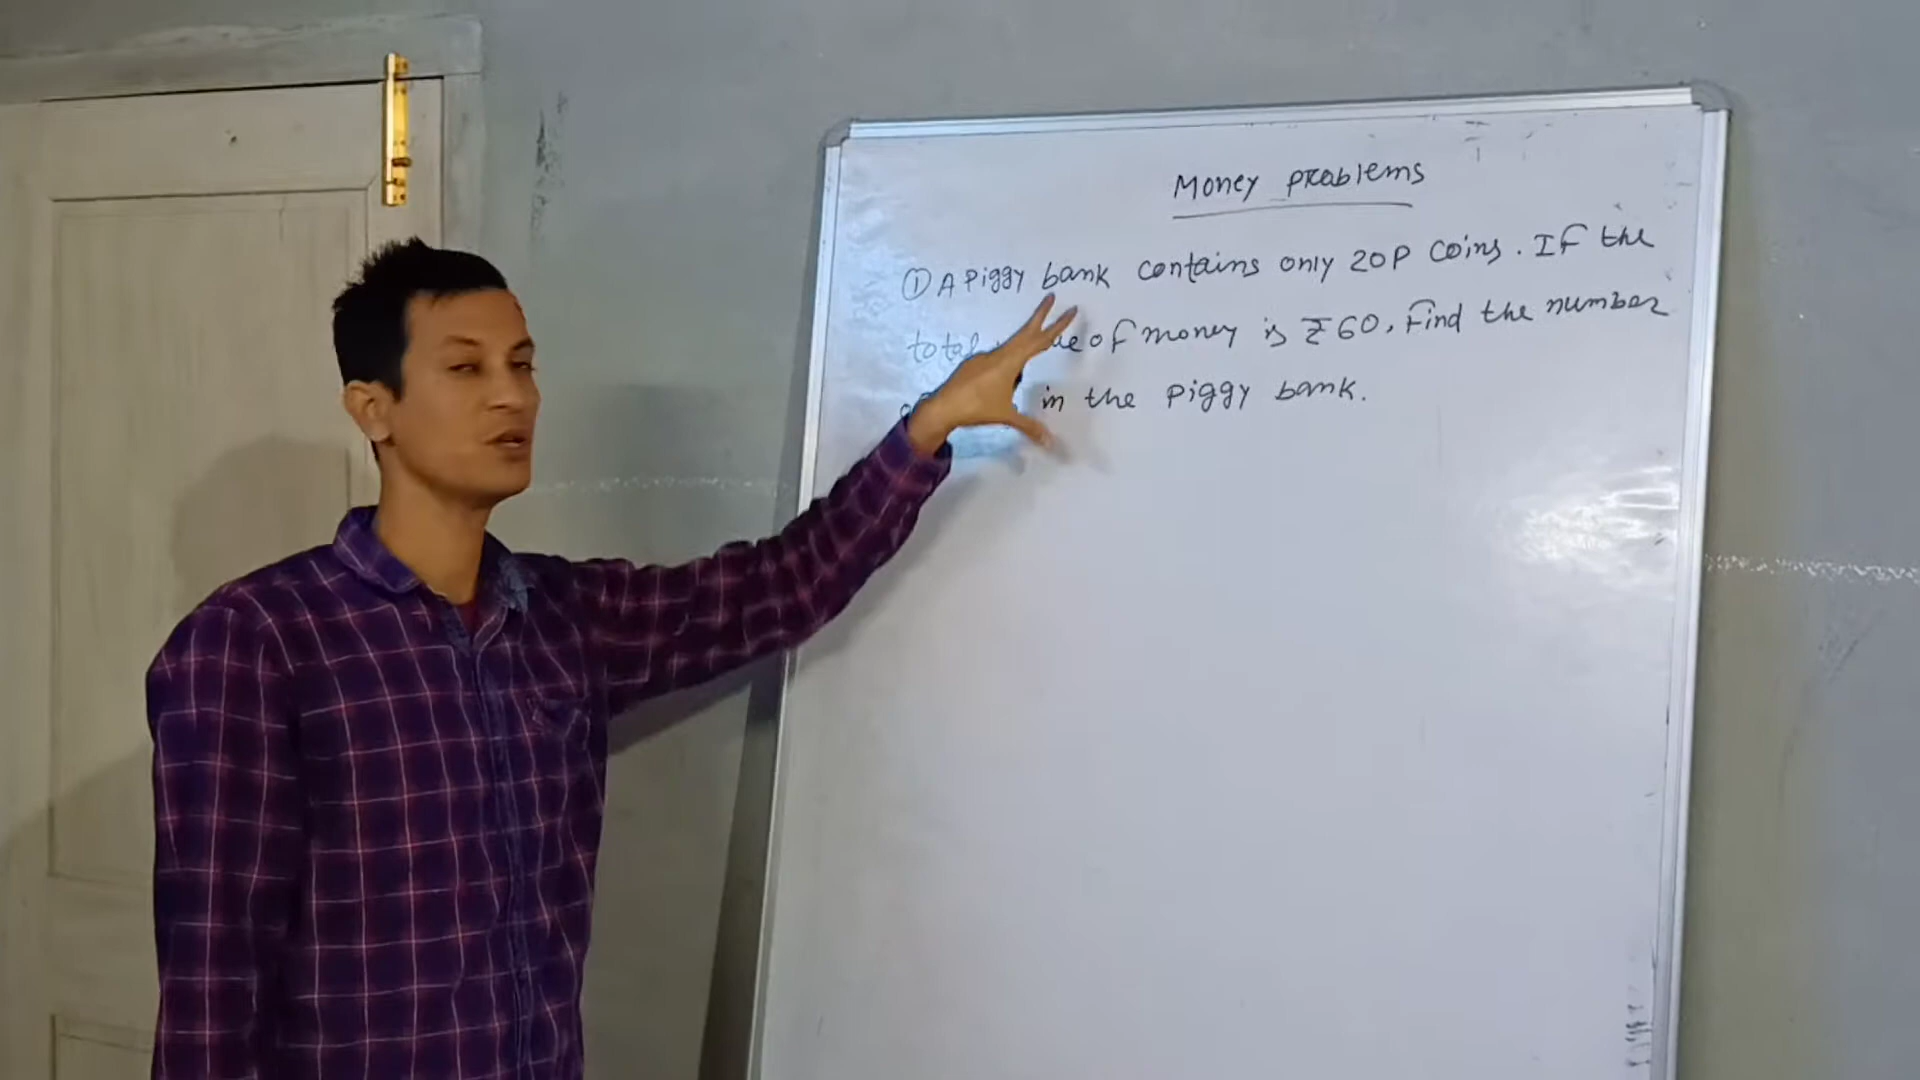 Money problems
① A Piggy bank contains only 20P coins. If the
total of money is ₹60, Find the number
in the piggy bank.